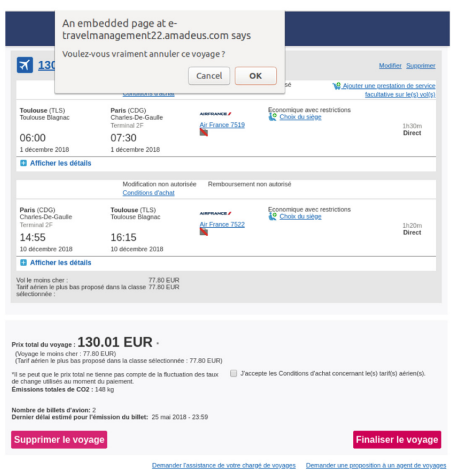 An embedded page at e-
travelmanagement22.amadeus.com says
Voulez-vous vraiment annuler ce voyage ?
Cancel OK
130 Modifier Supprimer
Ajouter une prestation de service
facultative sur le(s) vol(s)
Conditions d'achat
Toulouse (TLS) Paris (CDG) Economique avec restrictions
Toulouse Blagnac Charles-De-Gaulle AIRFRANCE Choix du siège
Terminal 2F Air France 7519
06:00 07:30 1h30m
1 décembre 2018 1 décembre 2018 Direct
Afficher les détails
Modification non autorisée Remboursement non autorisé
Conditions d'achat
Paris (CDG) Toulouse (TLS) Economique avec restrictions
Charles-De-Gaulle Toulouse Blagnac AIRFRANCE Choix du siège
Terminal 2F Air France 7522
14:55 16:15 1h20m
10 décembre 2018 10 décembre 2018 Direct
Afficher les détails
Vol le moins cher : 77.80 EUR
Tarif aérien le plus bas proposé dans la classe 77.80 EUR
sélectionnée :
Prix total du voyage : 130.01 EUR *
(Voyage le moins cher : 77.80 EUR)
(Tarif aérien le plus bas proposé dans la classe sélectionnée : 77.80 EUR)
*Il se peut que le prix total ne tienne pas compte de la fluctuation des taux J'accepte les Conditions d'achat concernant le(s) tarif(s) aérien(s).
de change utilisés au moment du paiement.
Émissions totales de CO2 : 148 kg
Nombre de billets d'avion: 2
Dernier délai estimé pour l'émission du billet: 25 mai 2018 - 23:59
Supprimer le voyage Finaliser le voyage
Demander l'assistance de votre chargé de voyages Demander une proposition à un agent de voyages